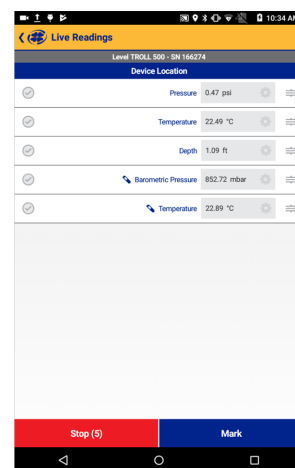 10:34 AM
Live Readings
Level TROLL 500 - SN 166274
Device Location
Pressure 0.47 psi
Temperature 22.49 °C
Depth 1.09 ft
Barometric Pressure 852.72 mbar
Temperature 22.89 °C
Stop (5) Mark